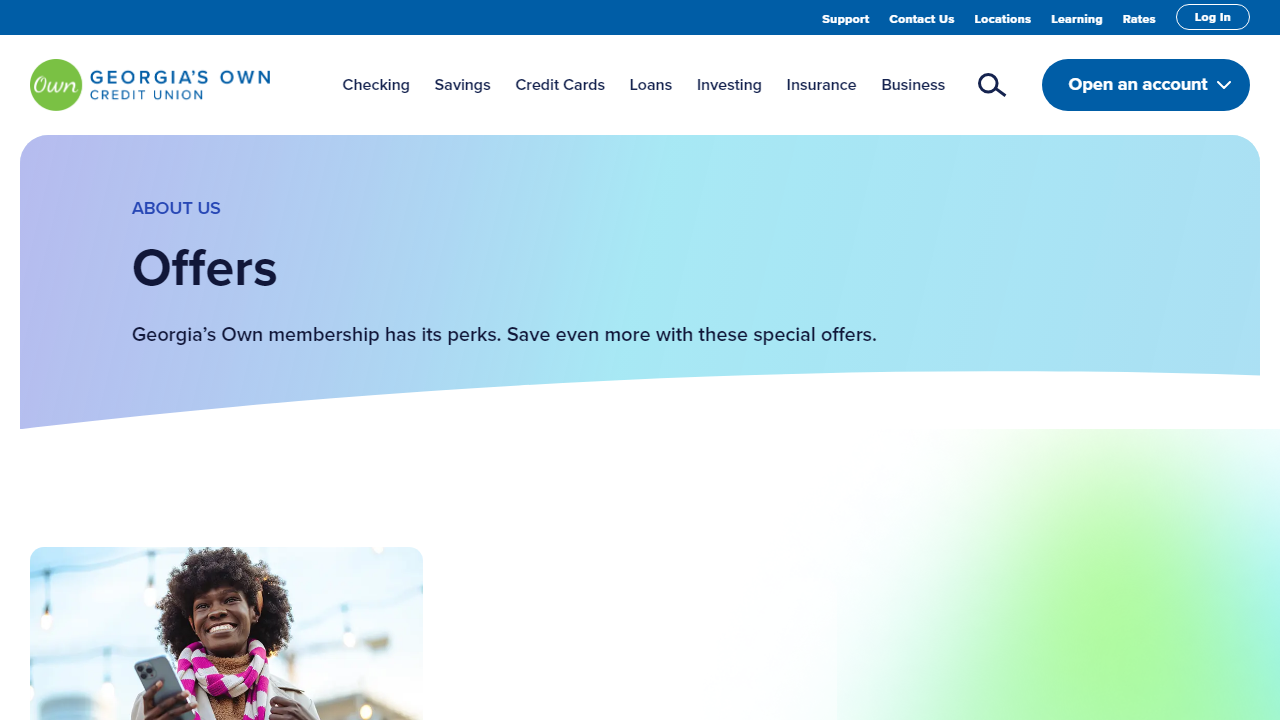 Support Contact Us Locations Learning Rates Log In
Own GEORGIA'S OWN
CREDIT UNION
Checking Savings Credit Cards Loans Investing Insurance Business Open an account
ABOUT US
Offers
Georgia’s Own membership has its perks. Save even more with these special offers.